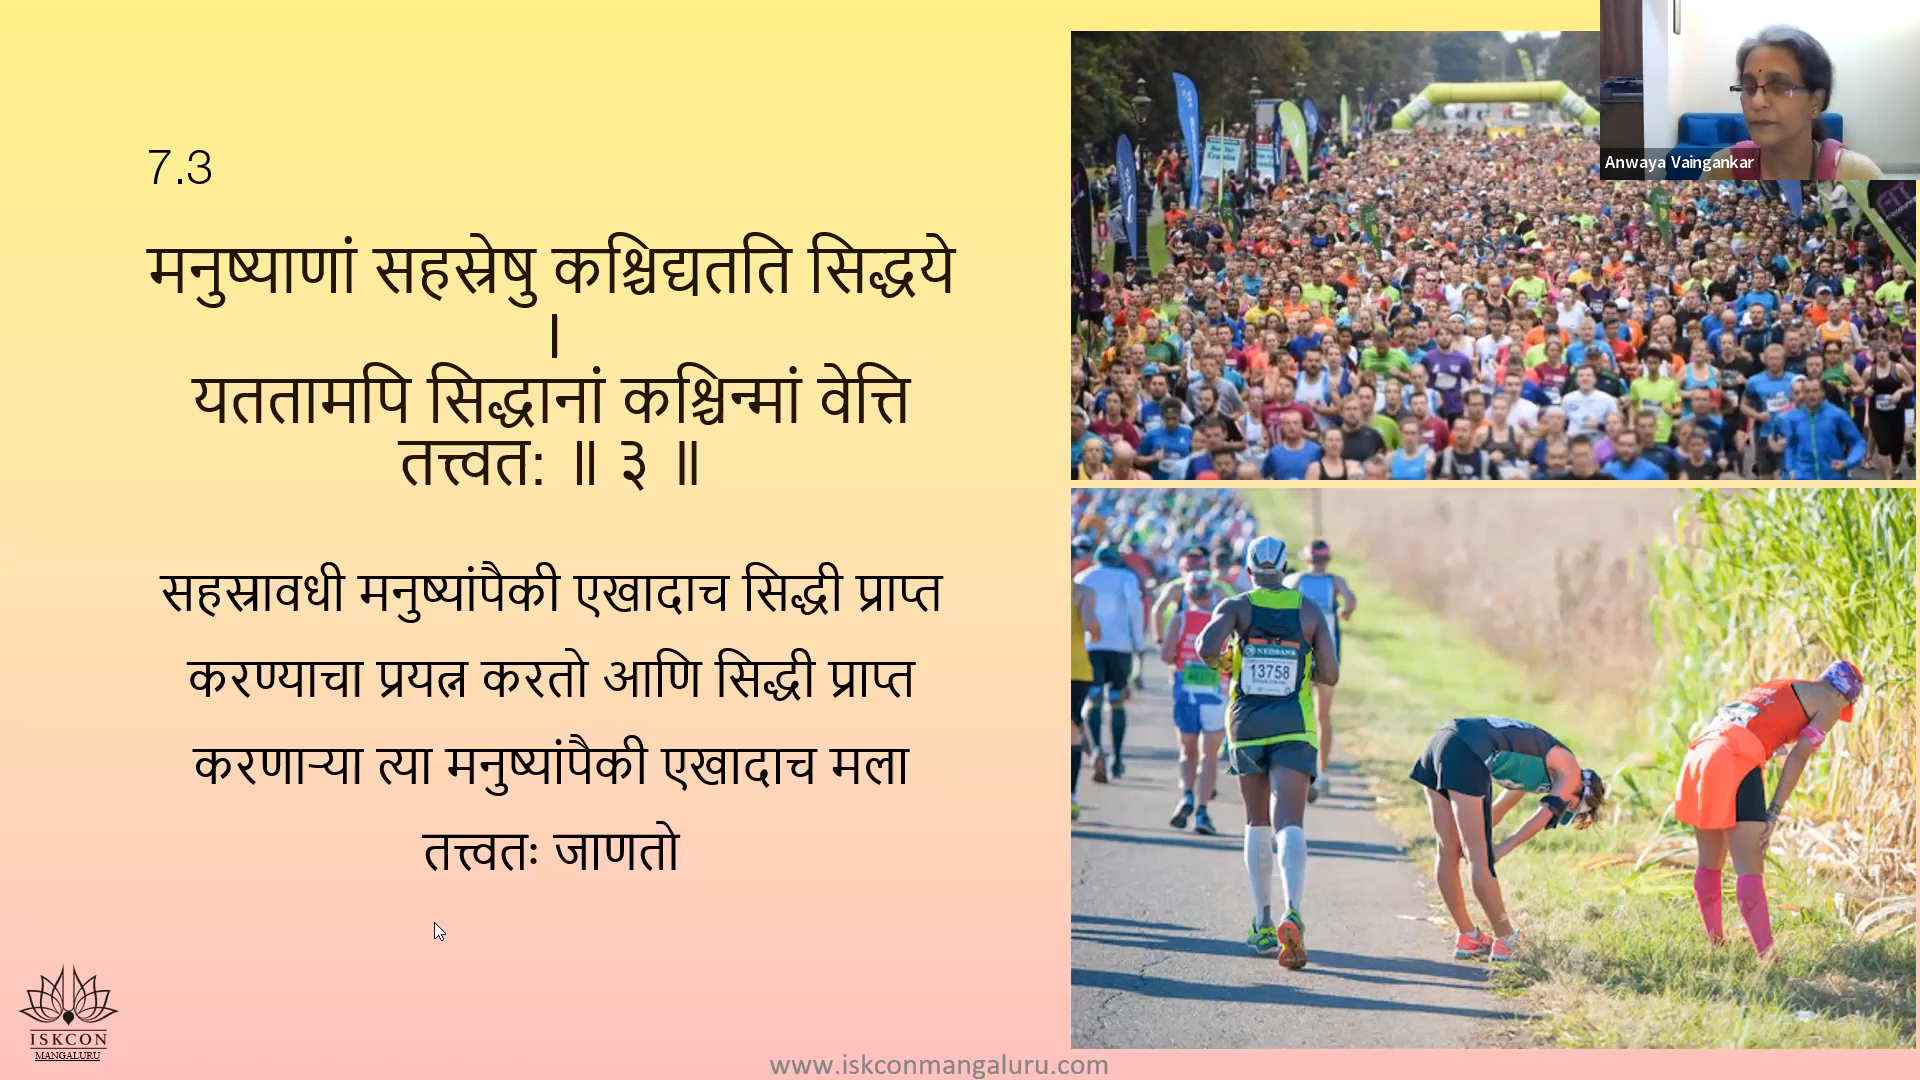 7.3
मनुष्याणां सहस्रेषु कश्चिद्यतति सिद्धये
।
यततामपि सिद्धानां कश्चिन्मां वेत्ति
तत्त्वत: ॥ ३ ॥
सहस्रावधी मनुष्यांपैकी एखादाच सिद्धी प्राप्त
करण्याचा प्रयत्न करतो आणि सिद्धी प्राप्त
करणाऱ्या त्या मनुष्यांपैकी एखादाच मला
तत्त्वतः जाणतो
Anwaya Vaingankar
NEDBANK
13758
ISKCON
MANGALURU
www.iskconmangaluru.com